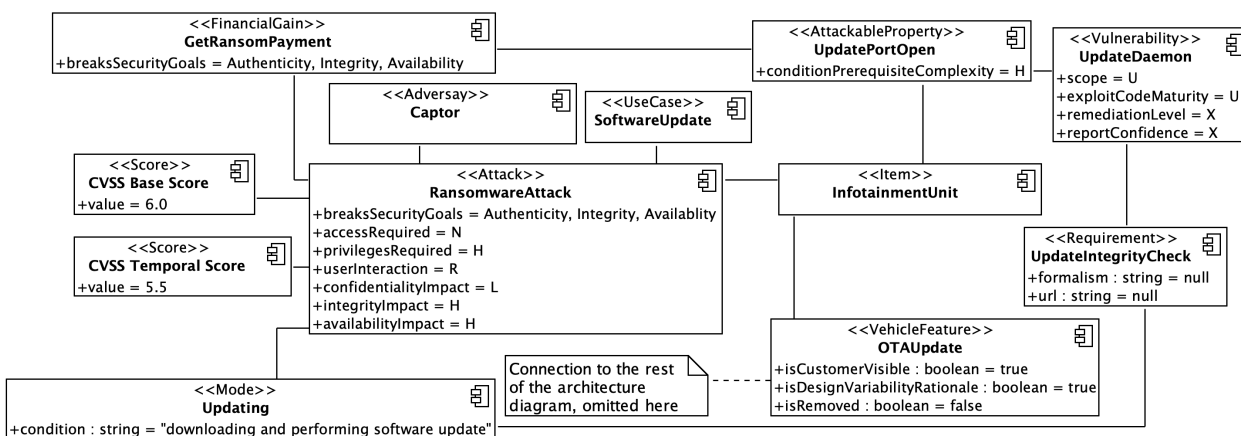 <<FinancialGain>>
GetRansomPayment
+breaksSecurityGoals = Authenticity, Integrity, Availability
<<AttackableProperty>>
UpdatePortOpen
+conditionPrerequisiteComplexity = H
<<Vulnerability>>
UpdateDaemon
+scope = U
+exploitCodeMaturity = U
+remediationLevel = X
+reportConfidence = X
<<Adversay>>
Captor
<<UseCase>>
SoftwareUpdate
<<Score>>
CVSS Base Score
+value = 6.0
<<Attack>>
RansomwareAttack
+breaksSecurityGoals = Authenticity, Integrity, Availablity
+accessRequired = N
+privilegesRequired = H
+userInteraction = R
+confidentialityImpact = L
+integrityImpact = H
+availabilityImpact = H
<<Item>>
InfotainmentUnit
<<Score>>
CVSS Temporal Score
+value = 5.5
<<Requirement>>
UpdateIntegrityCheck
+formalism : string = null
+url : string = null
<<VehicleFeature>>
OTAUpdate
+isCustomerVisible : boolean = true
+isDesignVariabilityRationale : boolean = true
+isRemoved : boolean = false
Connection to the rest
of the architecture
diagram, omitted here
<<Mode>>
Updating
+condition : string = "downloading and performing software update"